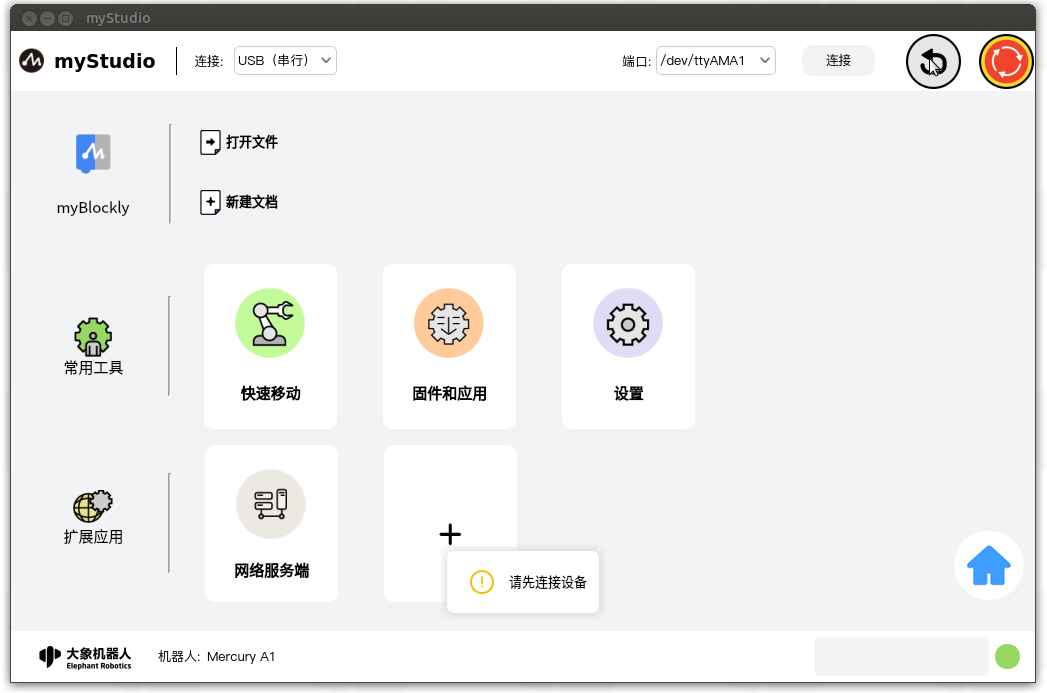 myStudio
myStudio 连接: USB（串行） 端口: /dev/ttyAMA1 连接
打开文件
新建文档
myBlockly
常用工具
快速移动 固件和应用 设置
扩展应用
网络服务端
请先连接设备
大象机器人
Elephant Robotics
机器人: Mercury A1